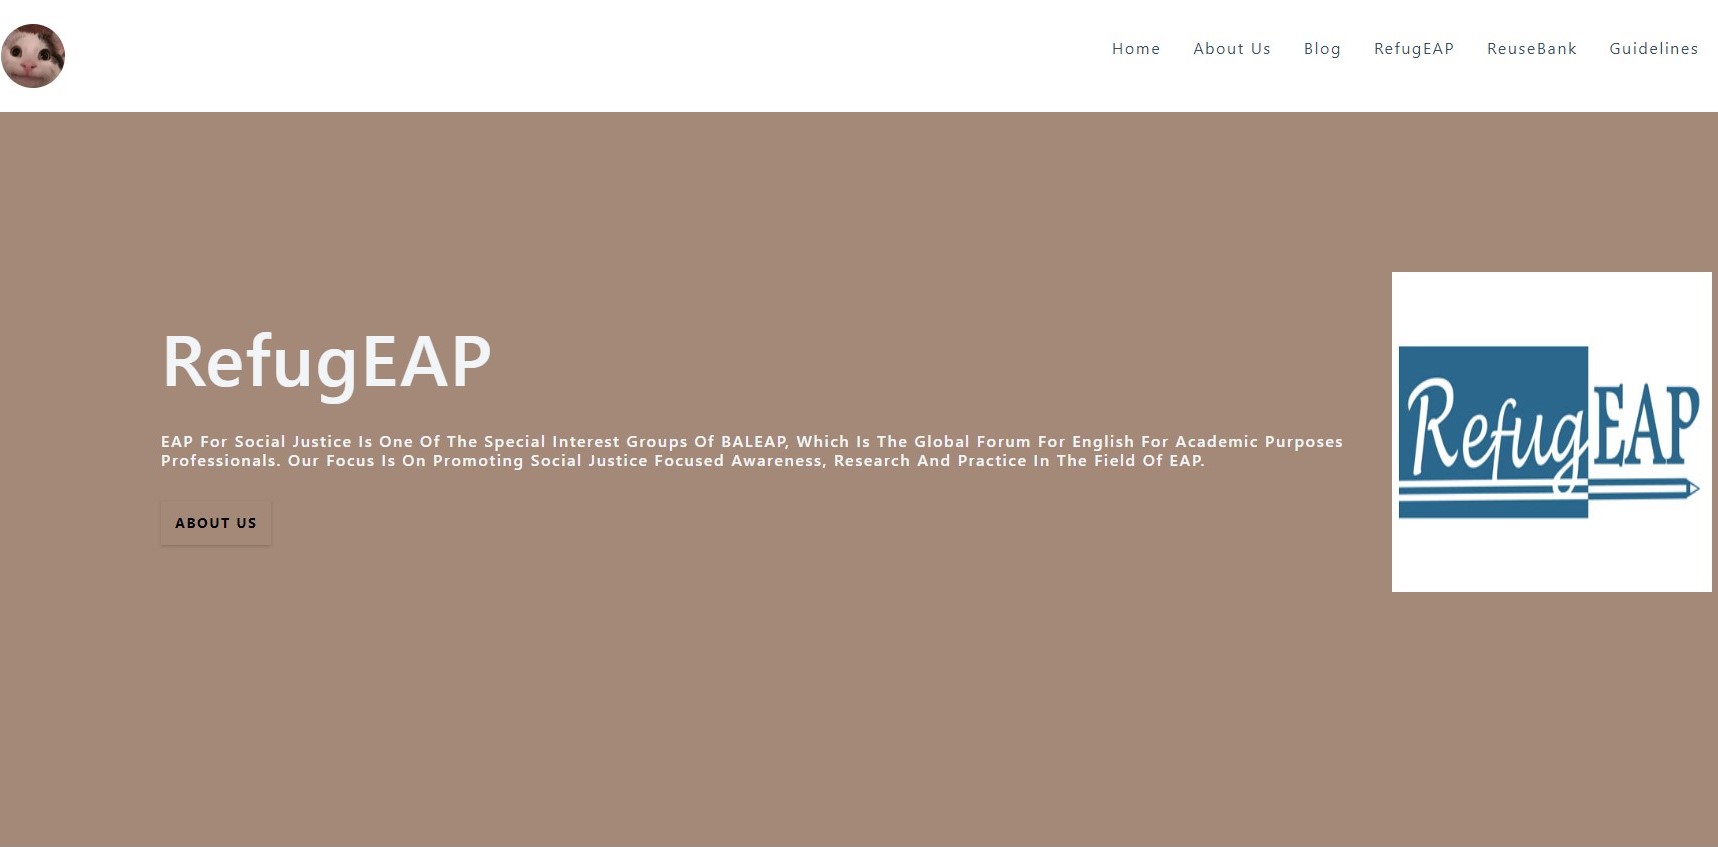 Home About Us Blog RefugEAP ReuseBank Guidelines
RefugEAP
EAP For Social Justice Is One Of The Special Interest Groups Of BALEAP, Which Is The Global Forum For English For Academic Purposes
Professionals. Our Focus Is On Promoting Social Justice Focused Awareness, Research And Practice In The Field Of EAP.
ABOUT US
RefugEAP